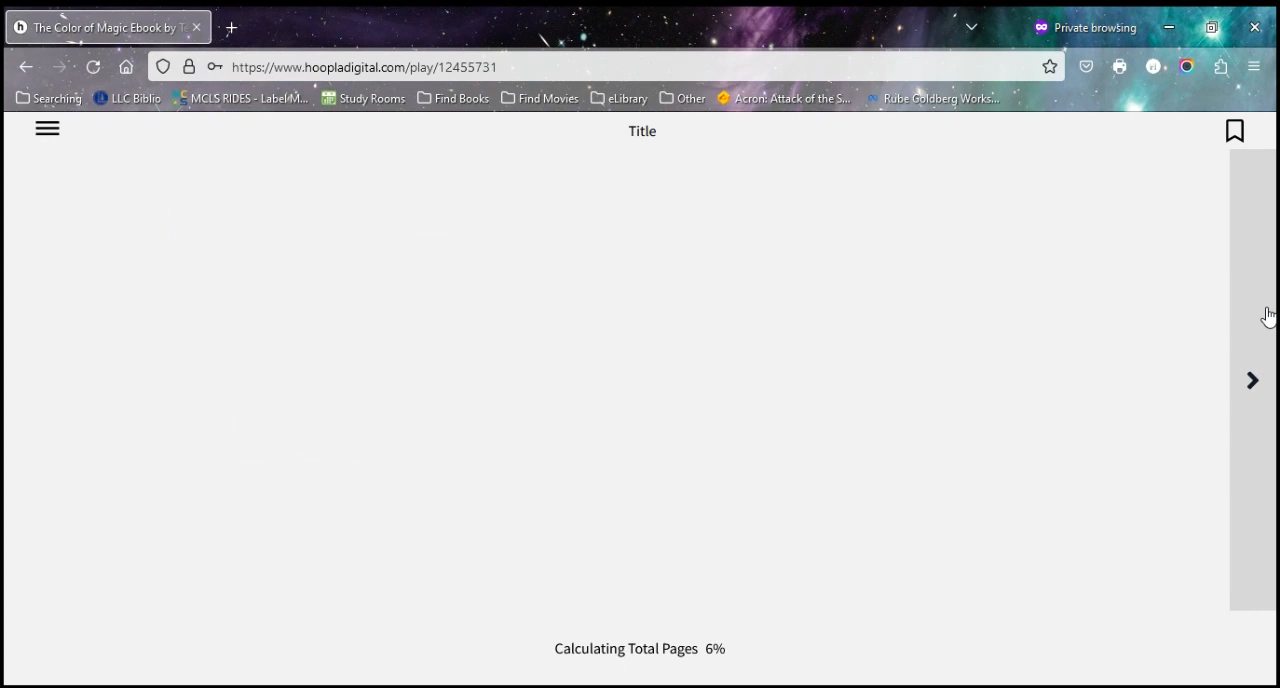 The Color of Magic Ebook by Te
Private browsing
https://www.hoopladigital.com/play/12455731
Searching LLC Biblio MCLS RIDES - Label M... Study Rooms Find Books Find Movies eLibrary Other Acron: Attack of the S... Rube Goldberg Works...
Title
Calculating Total Pages 6%